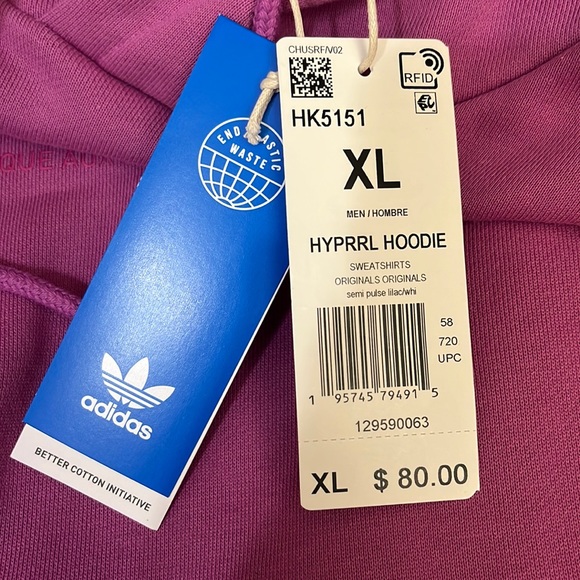 END PLASTIC
WASTE
adidas
BETTER COTTON INITIATIVE
CHUSRF/V02
RFID
HK5151
XL
MEN / HOMBRE
HYPRRL HOODIE
SWEATSHIRTS
ORIGINALS ORIGINALS
semi pulse lilac/whi
58
720
UPC
1 95745 79491 5
129590063
XL $ 80.00